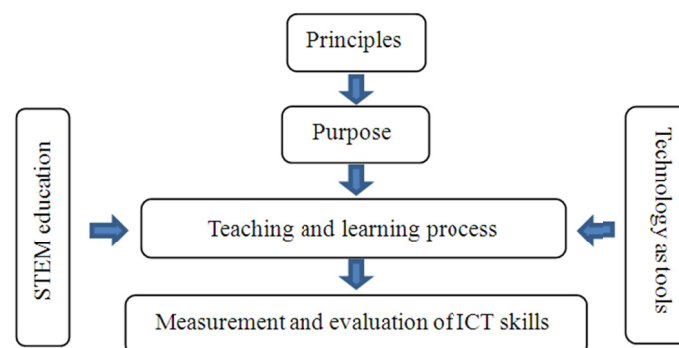 Principles
Purpose
STEM education
Teaching and learning process
Technology as tools
Measurement and evaluation of ICT skills